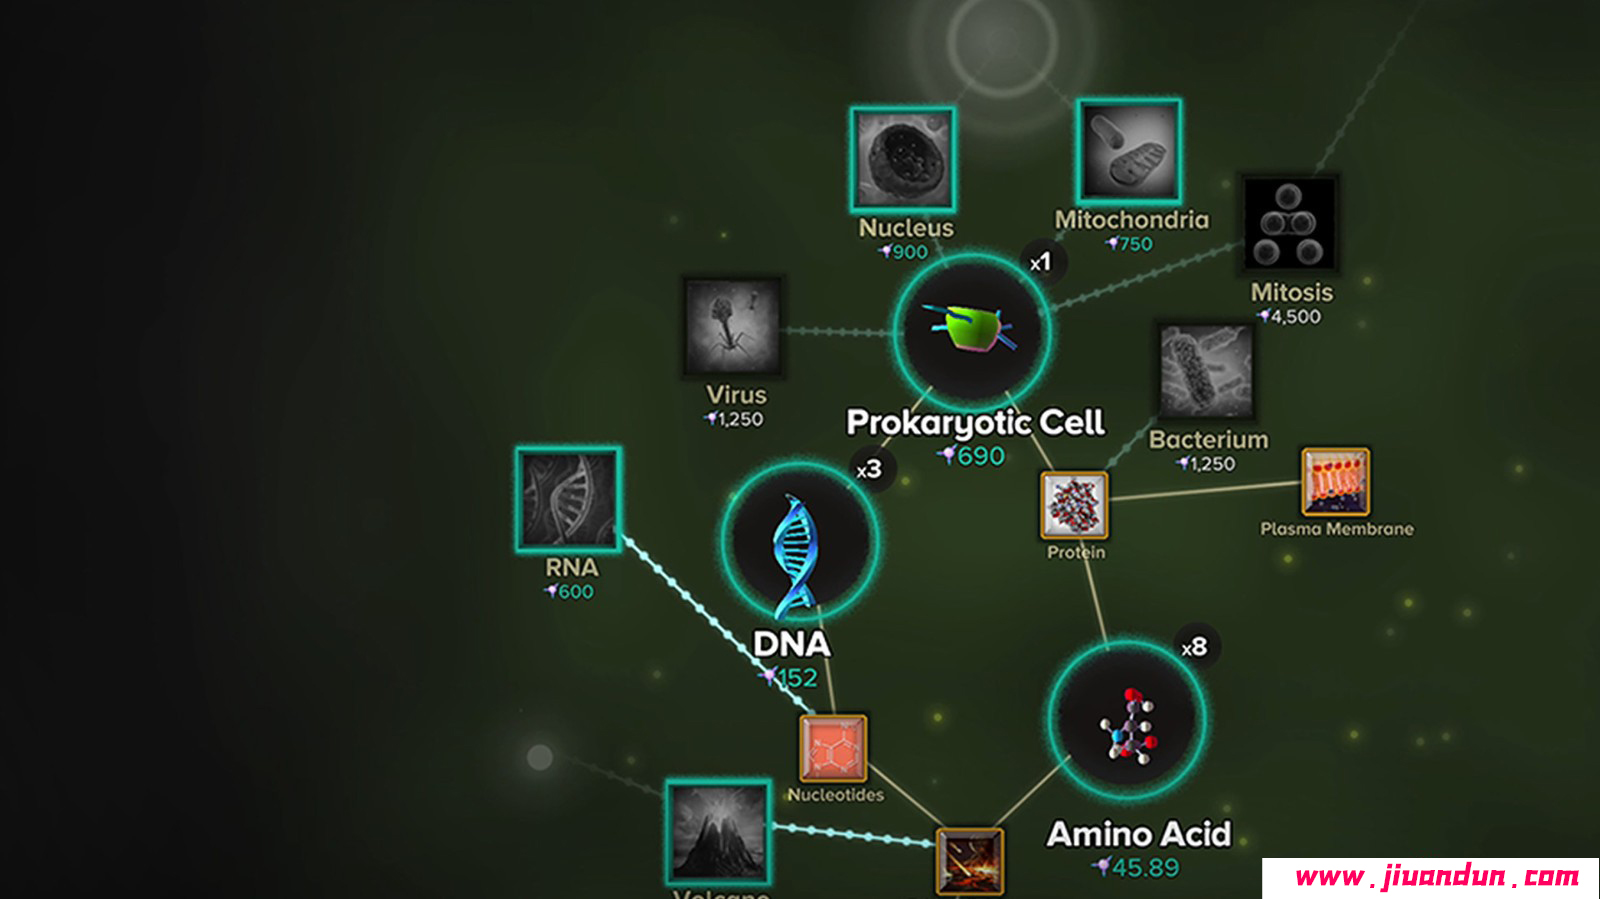 Nucleus
900
Mitochondria
750
x1
Mitosis
4,500
Virus
1,250
Prokaryotic Cell
690
Bacterium
1,250
x3
Plasma Membrane
Protein
RNA
600
DNA
152
x8
Nucleotides
Amino Acid
45.89
Volcano
www.jiuandun.com